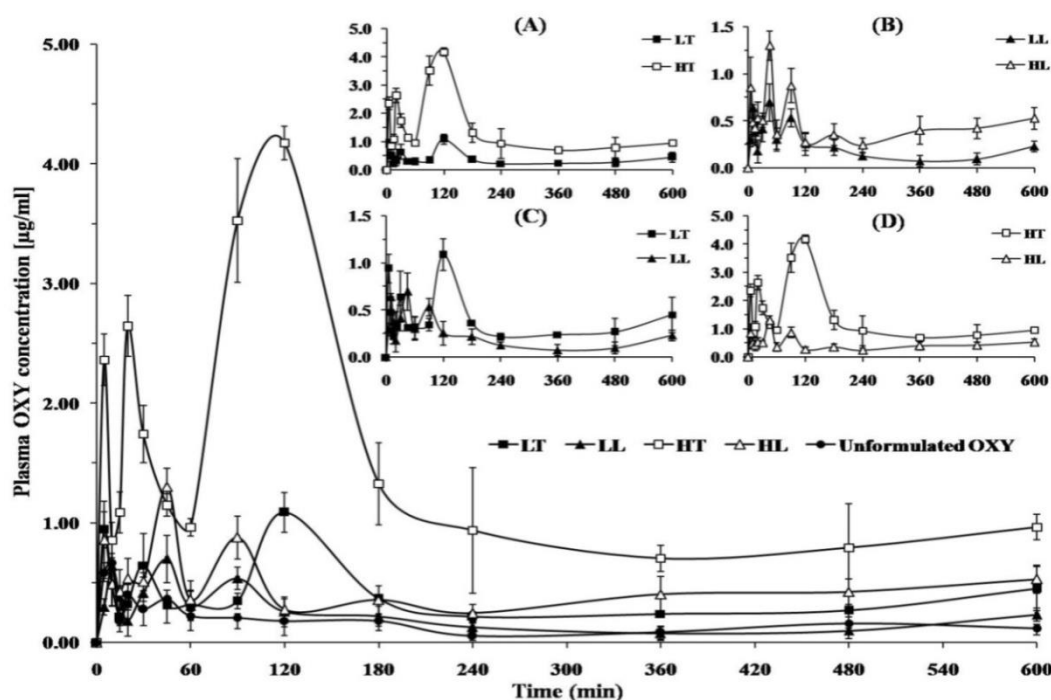 5.00
4.00
3.00
2.00
1.00
0.00
Plasma OXY concentration [µg/ml]
0 60 120 180 240 300 360 420 480 540 600
Time (min)
LT LL HT HL Unformulated OXY
(A)
5.0
4.0
3.0
2.0
1.0
0.0
0 120 240 360 480 600
LT
HT
(B)
1.5
1.0
0.5
0.0
0 120 240 360 480 600
LL
HL
(C)
1.5
1.0
0.5
0.0
0 120 240 360 480 600
LT
LL
(D)
5.0
4.0
3.0
2.0
1.0
0.0
0 120 240 360 480 600
HT
HL